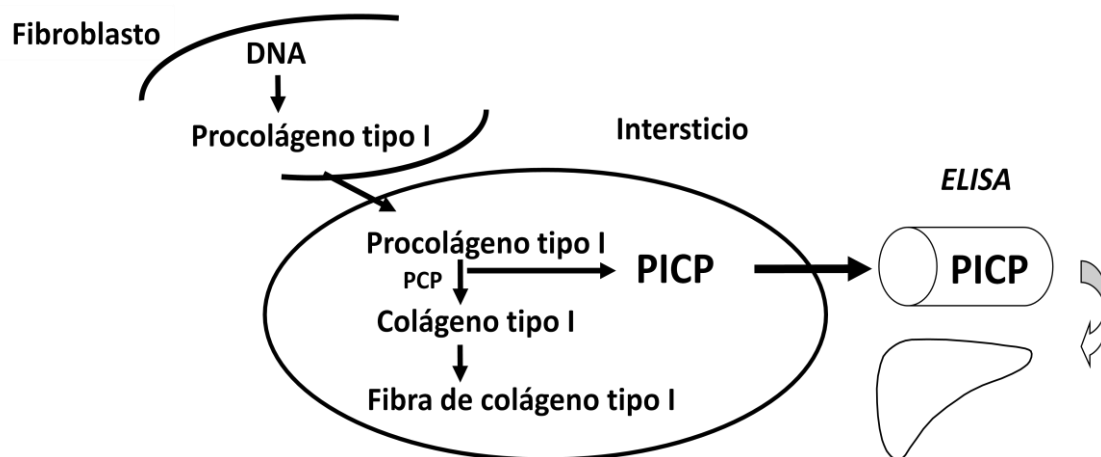 Fibroblasto
DNA
Procolágeno tipo I
Intersticio
ELISA
Procolágeno tipo I
PCP
PICP
PICP
Colágeno tipo I
Fibra de colágeno tipo I